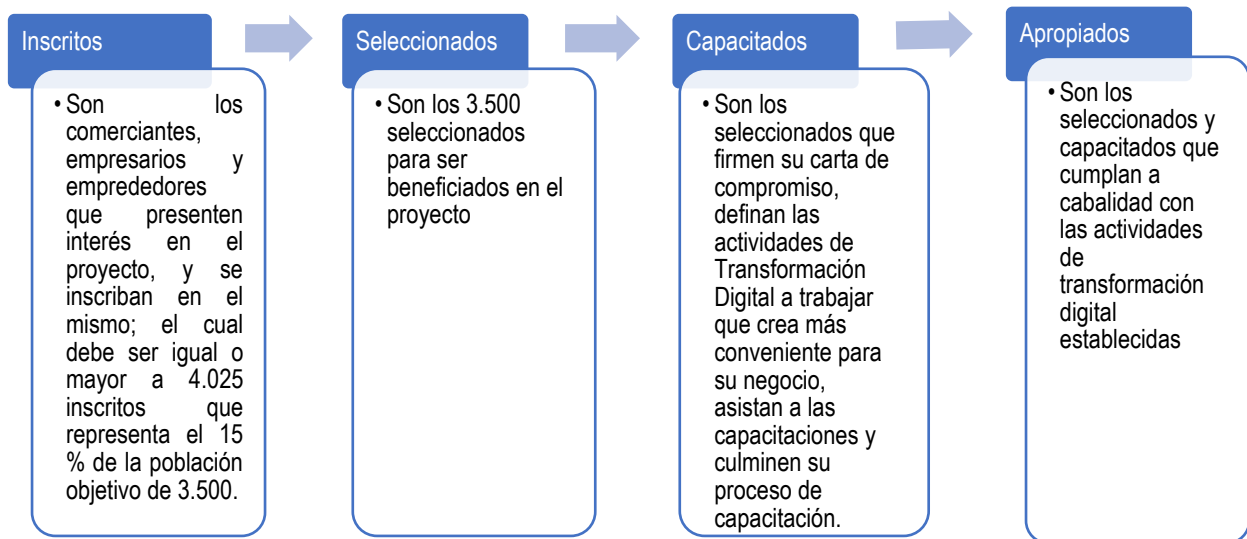 Inscritos
• Son los
comerciantes,
empresarios y
emprededores
que presenten
interés en el
proyecto, y se
inscriban en el
mismo; el cual
debe ser igual o
mayor a 4.025
inscritos que
representa el 15
% de la población
objetivo de 3.500.
Seleccionados
• Son los 3.500
seleccionados
para ser
beneficiados en el
proyecto
Capacitados
• Son los
seleccionados que
firmen su carta de
compromiso,
definan las
actividades de
Transformación
Digital a trabajar
que crea más
conveniente para
su negocio,
asistan a las
capacitaciones y
culminen su
proceso de
capacitación.
Apropiados
• Son los
seleccionados y
capacitados que
cumplan a
cabalidad con
las actividades
de
transformación
digital
establecidas